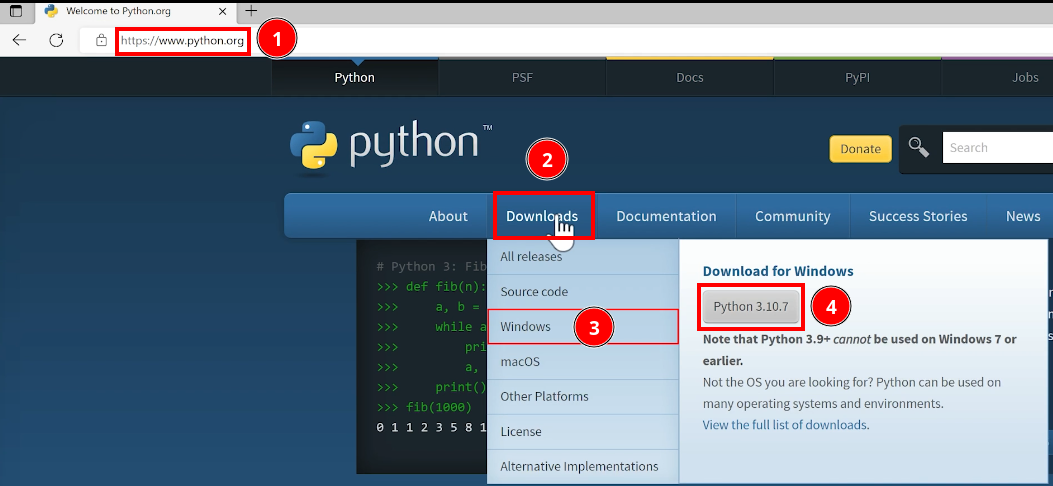 Welcome to Python.org
https://www.python.org
1
Python
PSF
Docs
PyPI
Jobs
python™
2
Donate
Search
About
Downloads
Documentation
Community
Success Stories
News
# Python 3: Fib
>>> def fib(n):
>>> a, b =
>>> while a
>>> pri
>>> a,
>>> print()
>>> fib(1000)
0 1 1 2 3 5 8 1
All releases
Source code
Windows
3
macOS
Other Platforms
License
Alternative Implementations
Download for Windows
Python 3.10.7
4
Note that Python 3.9+ cannot be used on Windows 7 or
earlier.
Not the OS you are looking for? Python can be used on
many operating systems and environments.
View the full list of downloads.